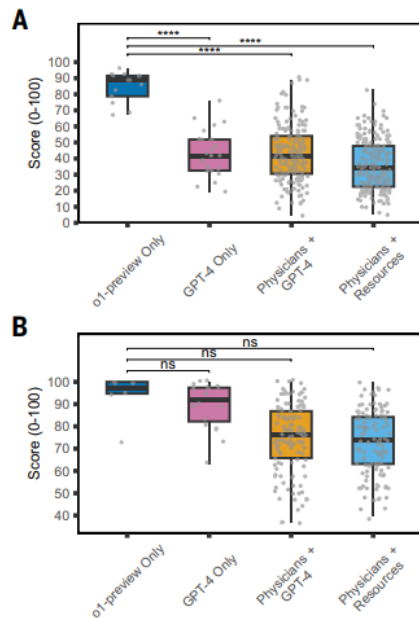 A
****
****
****
Score (0-100)
100
90
80
70
60
50
40
30
20
10
0
o1-preview Only
GPT-4 Only
Physicians +
GPT-4
Physicians +
Resources
B
ns
ns
ns
Score (0-100)
100
90
80
70
60
50
40
o1-preview Only
GPT-4 Only
Physicians +
GPT-4
Physicians +
Resources